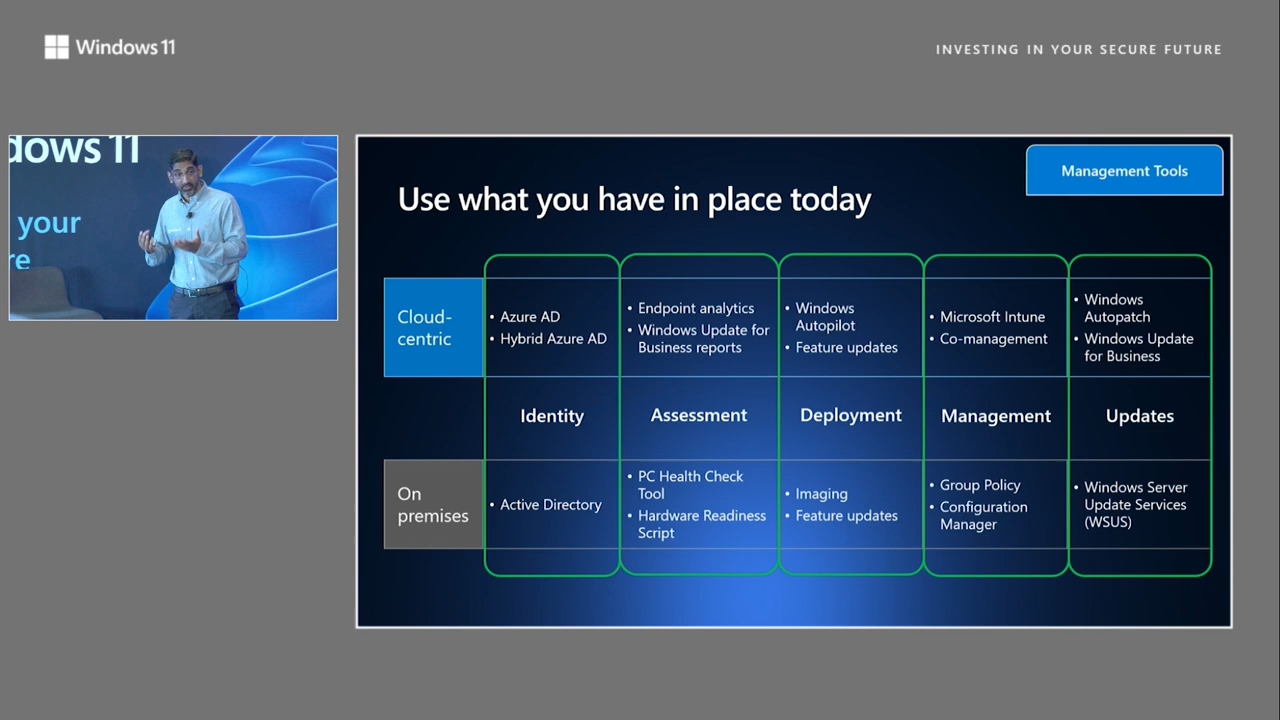 Windows 11
INVESTING IN YOUR SECURE FUTURE
dows 11
your
re
Management Tools
Use what you have in place today
Cloud-
centric
• Azure AD
• Hybrid Azure AD
• Endpoint analytics
• Windows Update for
Business reports
• Windows
Autopilot
• Feature updates
• Microsoft Intune
• Co-management
• Windows
Autopatch
• Windows Update
for Business
Identity
Assessment
Deployment
Management
Updates
On
premises
• Active Directory
• PC Health Check
Tool
• Hardware Readiness
Script
• Imaging
• Feature updates
• Group Policy
• Configuration
Manager
• Windows Server
Update Services
(WSUS)